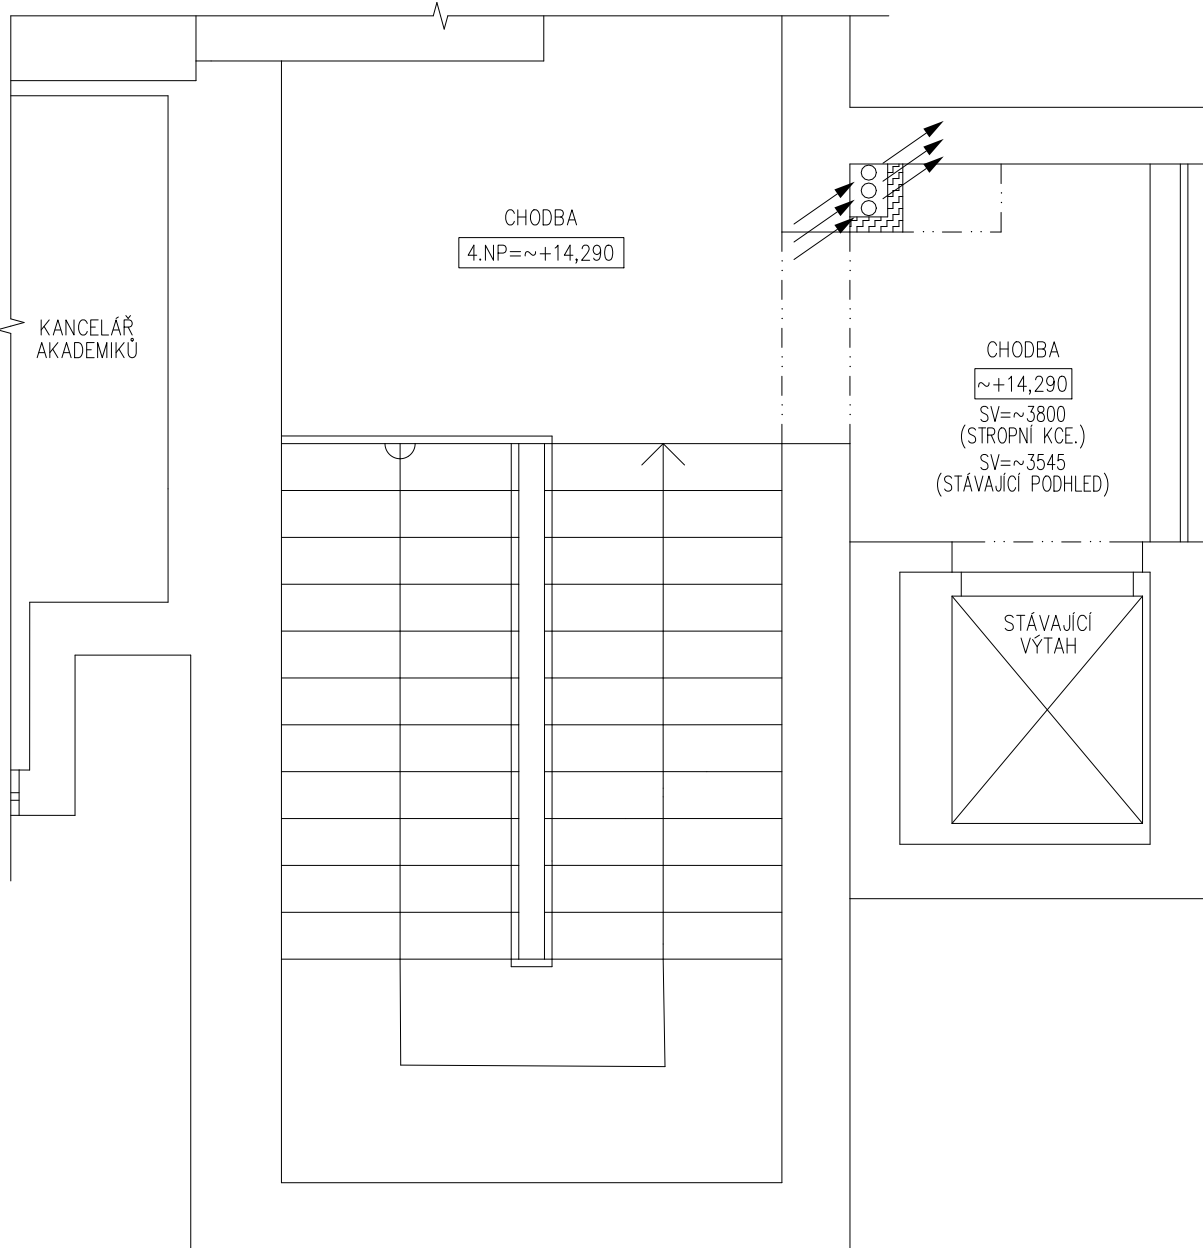 CHODBA
4.NP=~+14,290
KANCELÁŘ
AKADEMIKŮ
CHODBA
~+14,290
SV=~3800
(STROPNÍ KCE.)
SV=~3545
(STÁVAJÍCÍ PODHLED)
STÁVAJÍCÍ
VÝTAH